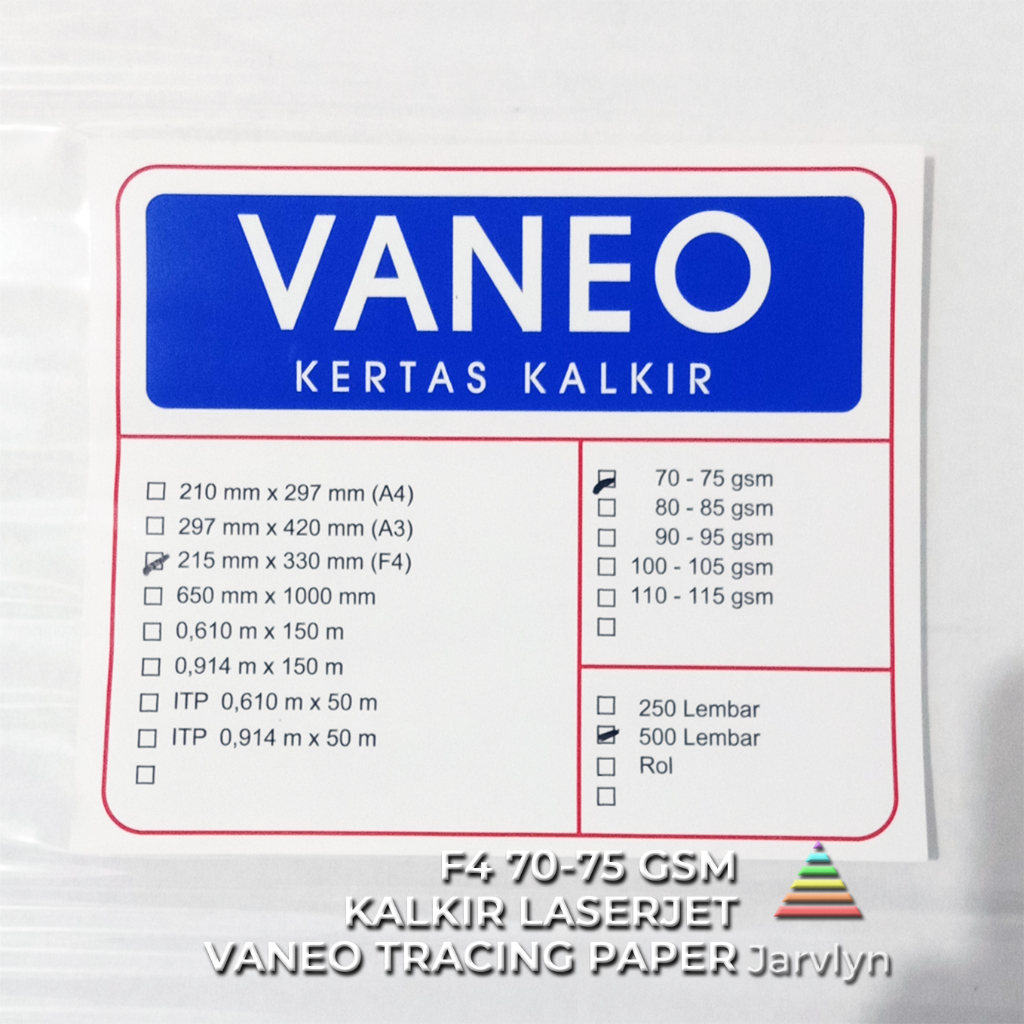 VANEO
KERTAS KALKIR
210 mm x 297 mm (A4)
297 mm x 420 mm (A3)
215 mm x 330 mm (F4)
650 mm x 1000 mm
0,610 m x 150 m
0,914 m x 150 m
ITP 0,610 m x 50 m
ITP 0,914 m x 50 m
70 - 75 gsm
80 - 85 gsm
90 - 95 gsm
100 - 105 gsm
110 - 115 gsm
250 Lembar
500 Lembar
Rol
F4 70-75 GSM
KALKIR LASERJET
VANEO TRACING PAPER
Jarvlyn